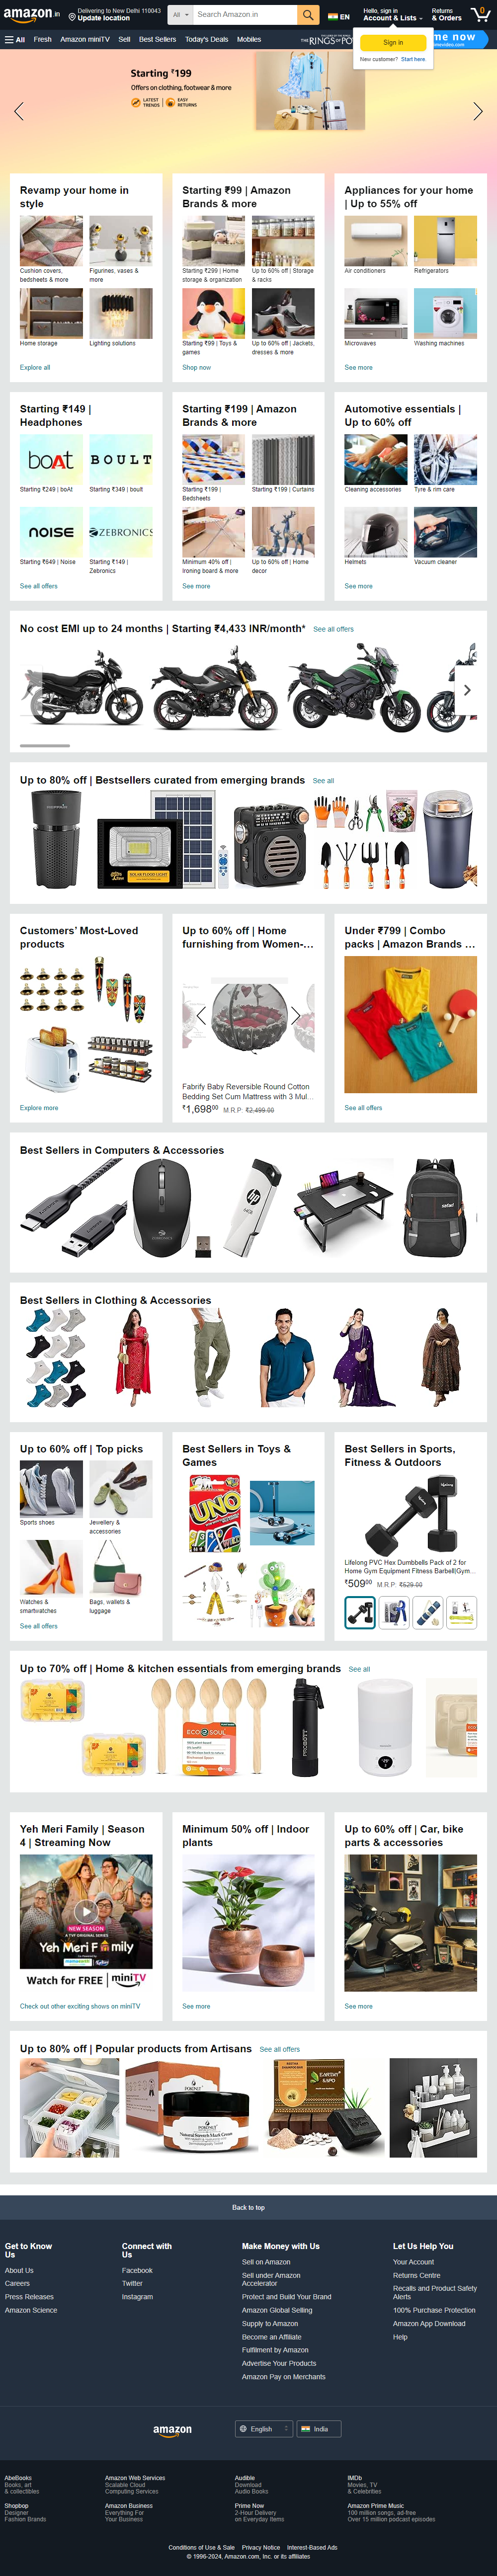 amazon.in
Delivering to New Delhi 110043
Update location
All
Search Amazon.in
EN
Hello, sign in
Account & Lists
Returns
& Orders
0
All
Fresh
Amazon miniTV
Sell
Best Sellers
Today's Deals
Mobiles
Sign in
New customer? Start here.
Starting ₹199
Offers on clothing, footwear & more
LATEST TRENDS
EASY RETURNS
Revamp your home in style
Cushion covers, bedsheets & more
Figurines, vases & more
Home storage
Lighting solutions
Explore all
Starting ₹99 | Amazon Brands & more
Starting ₹299 | Home storage & organization
Up to 60% off | Storage & racks
Starting ₹99 | Toys & games
Up to 60% off | Jackets, dresses & more
Shop now
Appliances for your home | Up to 55% off
Air conditioners
Refrigerators
Microwaves
Washing machines
See more
Starting ₹149 | Headphones
boAt
BOULT
Starting ₹249 | boAt
Starting ₹349 | boult
noise
ZEBRONICS
Starting ₹649 | Noise
Starting ₹149 | Zebronics
See all offers
Starting ₹199 | Amazon Brands & more
Starting ₹199 | Bedsheets
Starting ₹199 | Curtains
Minimum 40% off | Ironing board & more
Up to 60% off | Home decor
See more
Automotive essentials | Up to 60% off
Cleaning accessories
Tyre & rim care
Helmets
Vacuum cleaner
See more
No cost EMI up to 24 months | Starting ₹4,433 INR/month*
See all offers
Up to 80% off | Bestsellers curated from emerging brands
See all
Customers' Most-Loved products
Explore more
Up to 60% off | Home furnishing from Women-...
Fabrify Baby Reversible Round Cotton
Bedding Set Cum Mattress with 3 Mul...
₹1,698.00 M.R.P: ₹2,499.00
Under ₹799 | Combo packs | Amazon Brands ...
See all offers
Best Sellers in Computers & Accessories
hp
safari
Best Sellers in Clothing & Accessories
Up to 60% off | Top picks
Sports shoes
Jewellery & accessories
Watches & smartwatches
Bags, wallets & luggage
See all offers
Best Sellers in Toys & Games
UNO
Best Sellers in Sports, Fitness & Outdoors
Lifelong PVC Hex Dumbbells Pack of 2 for
Home Gym Equipment Fitness Barbell|Gym...
₹509.00 M.R.P: ₹529.00
Up to 70% off | Home & kitchen essentials from emerging brands
See all
ECO SOUL
Yeh Meri Family | Season 4 | Streaming Now
NEW SEASON
Yeh Meri Family
Watch for FREE | miniTV
Check out other exciting shows on miniTV
Minimum 50% off | Indoor plants
See more
Up to 60% off | Car, bike parts & accessories
See more
Up to 80% off | Popular products from Artisans
See all offers
Back to top
Get to Know Us
About Us
Careers
Press Releases
Amazon Science
Connect with Us
Facebook
Twitter
Instagram
Make Money with Us
Sell on Amazon
Sell under Amazon Accelerator
Protect and Build Your Brand
Amazon Global Selling
Supply to Amazon
Become an Affiliate
Fulfilment by Amazon
Advertise Your Products
Amazon Pay on Merchants
Let Us Help You
Your Account
Returns Centre
Recalls and Product Safety Alerts
100% Purchase Protection
Amazon App Download
Help
amazon
English
India
AbeBooks
Books, art
& collectibles
Amazon Web Services
Scalable Cloud
Computing Services
Audible
Download
Audio Books
IMDb
Movies, TV
& Celebrities
Shopbop
Designer
Fashion Brands
Amazon Business
Everything For
Your Business
Prime Now
2-Hour Delivery
on Everyday Items
Amazon Prime Music
100 million songs, ad-free
Over 15 million podcast episodes
Conditions of Use & Sale
Privacy Notice
Interest-Based Ads
© 1996-2024, Amazon.com, Inc. or its affiliates